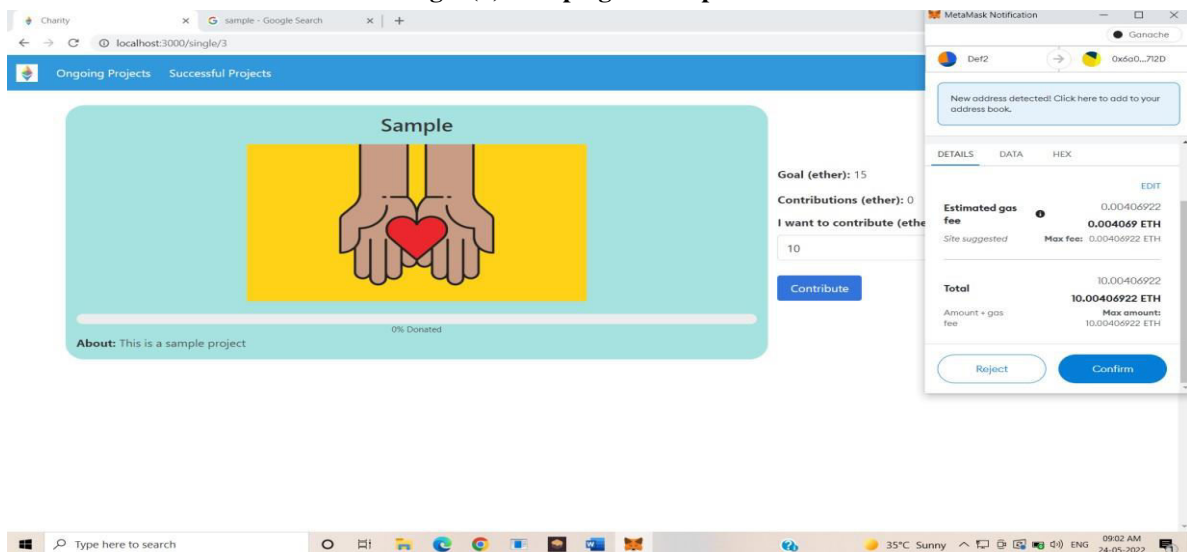 Charity
sample - Google Search
MetaMask Notification
localhost:3000/single/3
Ganache
Ongoing Projects Successful Projects
Def2
0x6a0...712D
New address detected! Click here to add to your
address book.
Sample
DETAILS DATA HEX
EDIT
Goal (ether): 15
Contributions (ether): 0
I want to contribute (ethe
10
Contribute
Estimated gas
fee
0.00406922
0.004069 ETH
Site suggested
Max fee: 0.00406922 ETH
Total
10.00406922
10.00406922 ETH
Amount + gas
fee
Max amount:
10.00406922 ETH
0% Donated
About: This is a sample project
Reject
Confirm
Type here to search
35°C Sunny
ENG
09:02 AM
24-05-2022